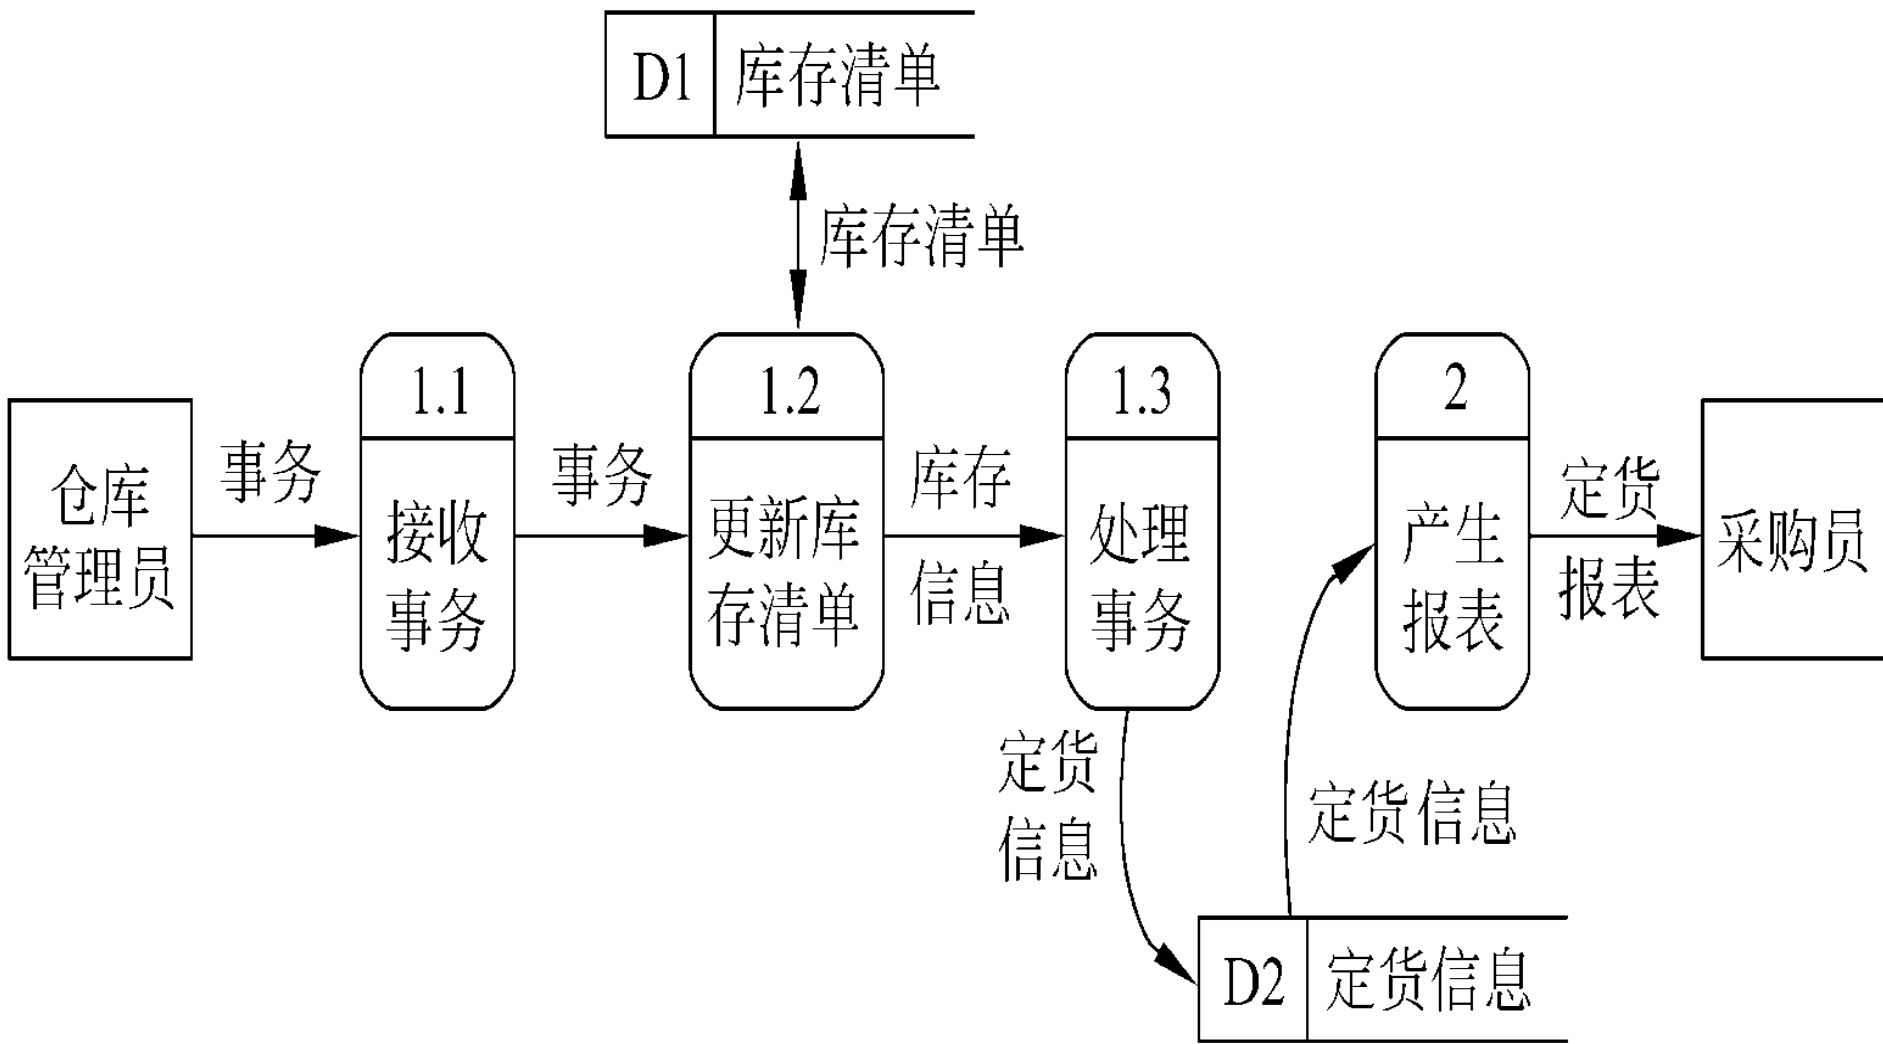 D1 库存清单
库存清单
仓库
管理员
事务
1.1
接收
事务
事务
1.2
更新库
存清单
库存
信息
1.3
处理
事务
定货
信息
D2 定货信息
定货信息
2
产生
报表
定货
报表
采购员